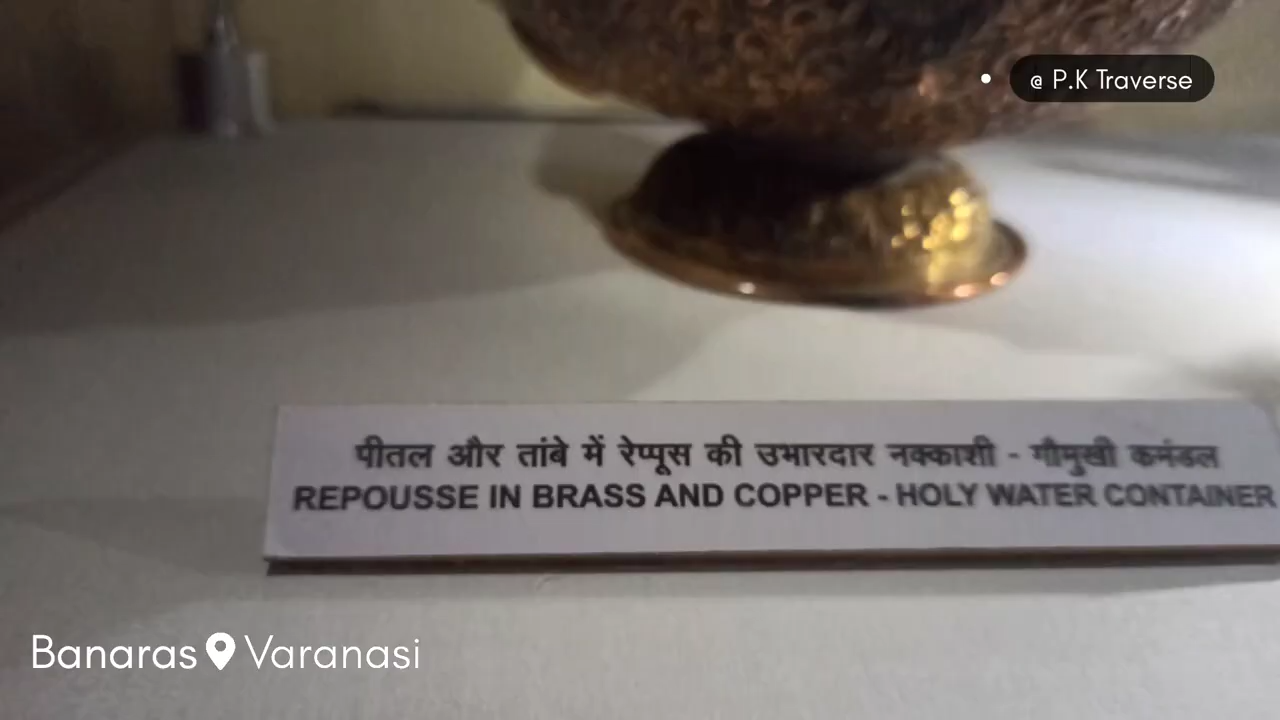 @ P.K Traverse
पीतल और तांबे में रेप्पूस की उभारदार नक्काशी - गौमुखी कमंडल
REPOUSSE IN BRASS AND COPPER - HOLY WATER CONTAINER
Banaras Varanasi